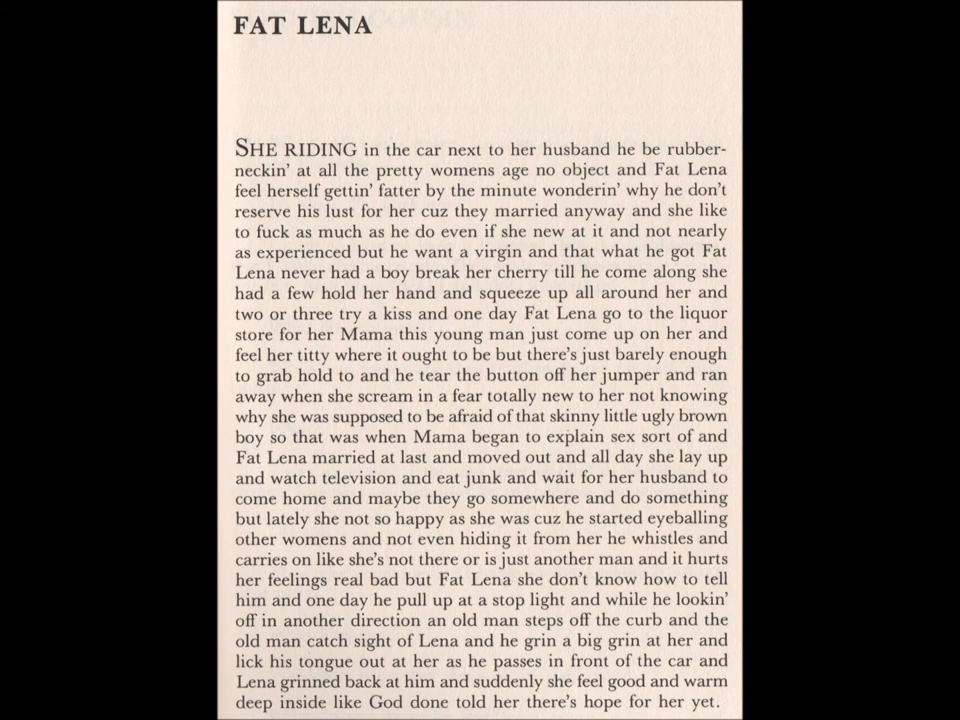 FAT LENA
SHE RIDING in the car next to her husband he be rubber-
neckin' at all the pretty womens age no object and Fat Lena
feel herself gettin' fatter by the minute wonderin' why he don't
reserve his lust for her cuz they married anyway and she like
to fuck as much as he do even if she new at it and not nearly
as experienced but he want a virgin and that what he got Fat
Lena never had a boy break her cherry till he come along she
had a few hold her hand and squeeze up all around her and
two or three try a kiss and one day Fat Lena go to the liquor
store for her Mama this young man just come up on her and
feel her titty where it ought to be but there's just barely enough
to grab hold to and he tear the button off her jumper and ran
away when she scream in a fear totally new to her not knowing
why she was supposed to be afraid of that skinny little ugly brown
boy so that was when Mama began to explain sex sort of and
Fat Lena married at last and moved out and all day she lay up
and watch television and eat junk and wait for her husband to
come home and maybe they go somewhere and do something
but lately she not so happy as she was cuz he started eyeballing
other womens and not even hiding it from her he whistles and
carries on like she's not there or is just another man and it hurts
her feelings real bad but Fat Lena she don't know how to tell
him and one day he pull up at a stop light and while he lookin'
off in another direction an old man steps off the curb and the
old man catch sight of Lena and he grin a big grin at her and
lick his tongue out at her as he passes in front of the car and
Lena grinned back at him and suddenly she feel good and warm
deep inside like God done told her there's hope for her yet.